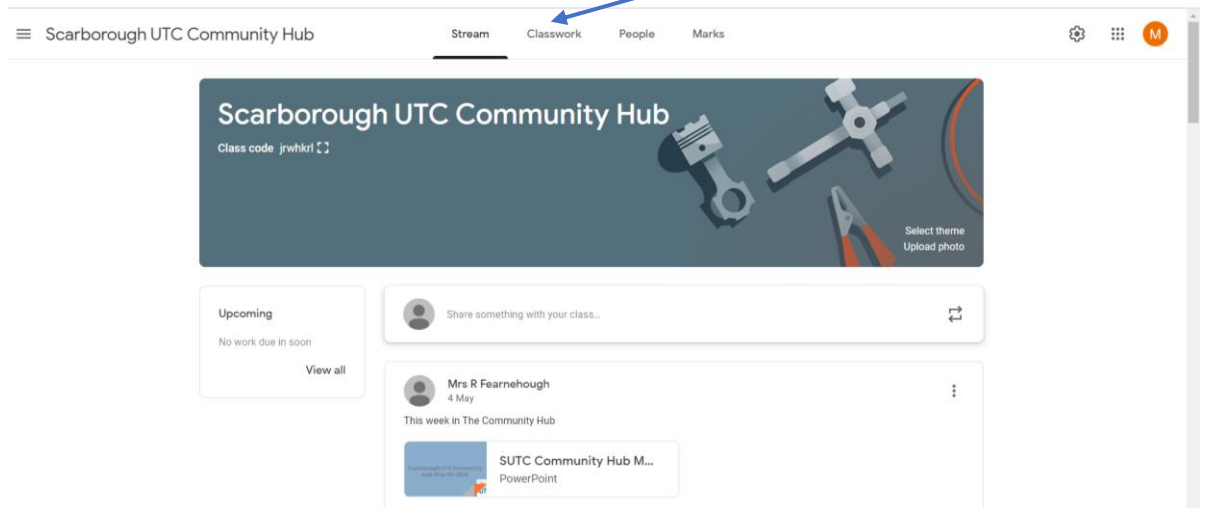 Scarborough UTC Community Hub
Stream Classwork People Marks
M
Scarborough UTC Community Hub
Class code jrwhkrl
Select theme
Upload photo
Upcoming
No work due in soon
View all
Share something with your class...
Mrs R Fearnehough
4 May
This week in The Community Hub
SUTC Community Hub M...
PowerPoint